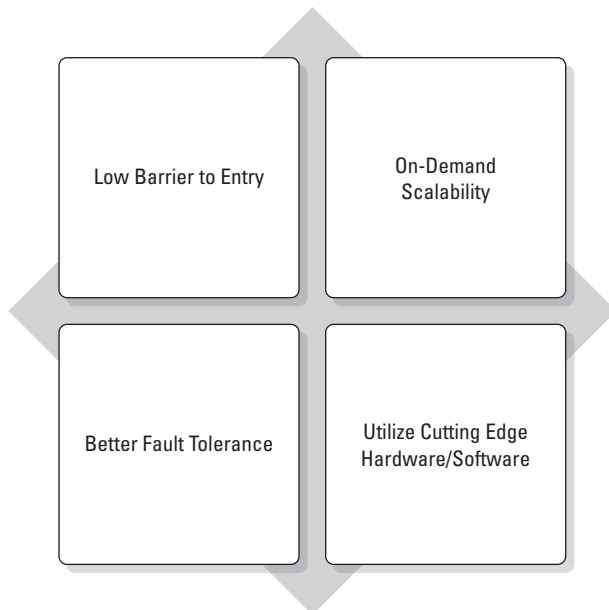 Low Barrier to Entry
On-Demand
Scalability
Better Fault Tolerance
Utilize Cutting Edge
Hardware/Software